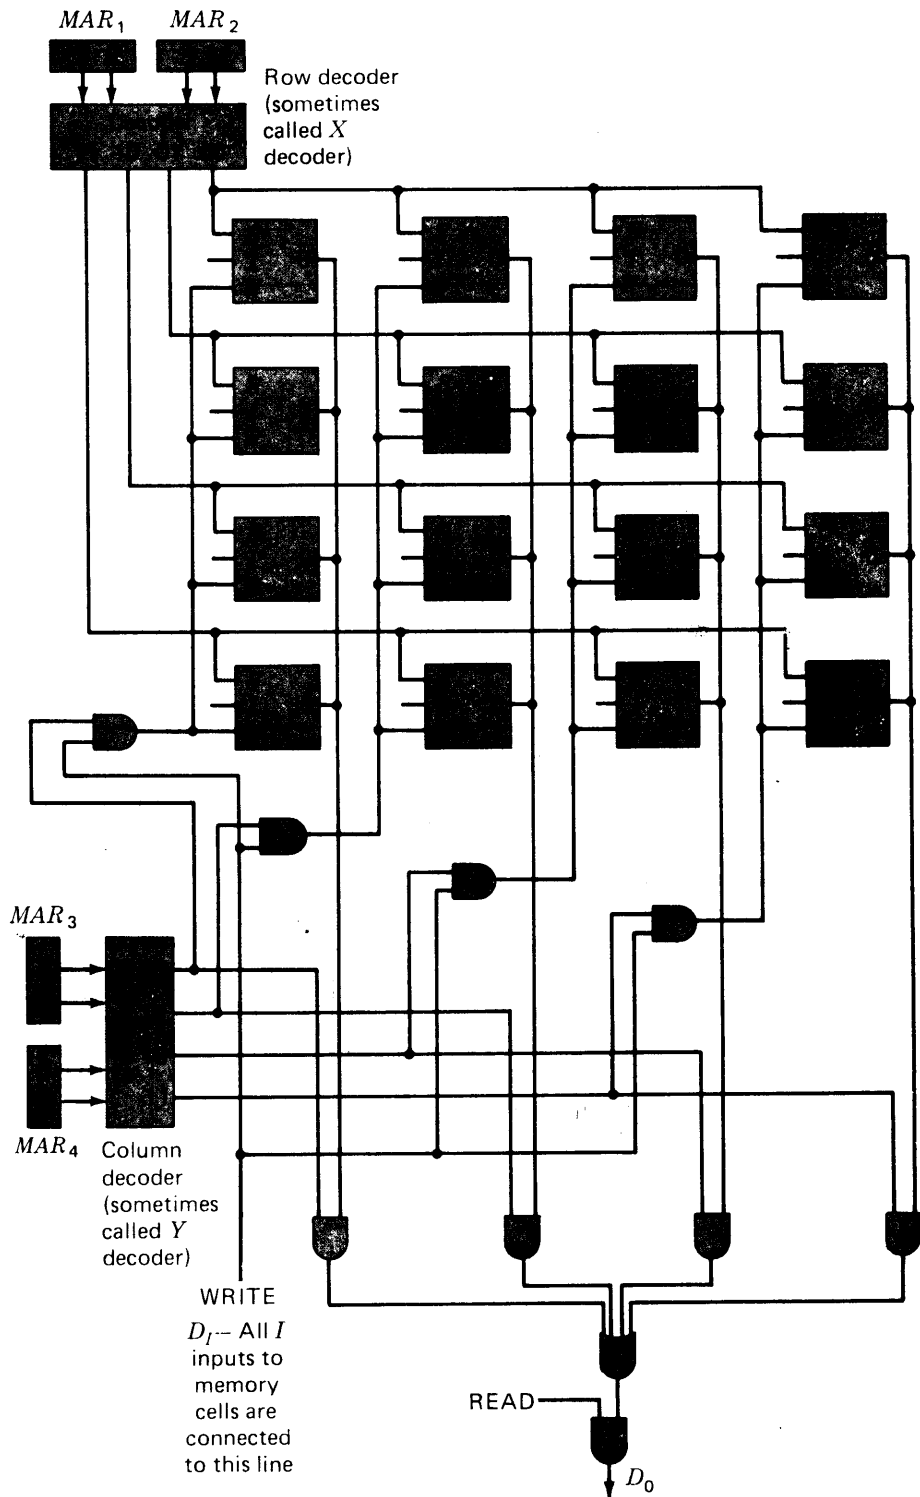 MAR1 MAR2
Row decoder
(sometimes
called X
decoder)
MAR3
MAR4
Column
decoder
(sometimes
called Y
decoder)
WRITE
DI – All I
inputs to
memory
cells are
connected
to this line
READ
D0